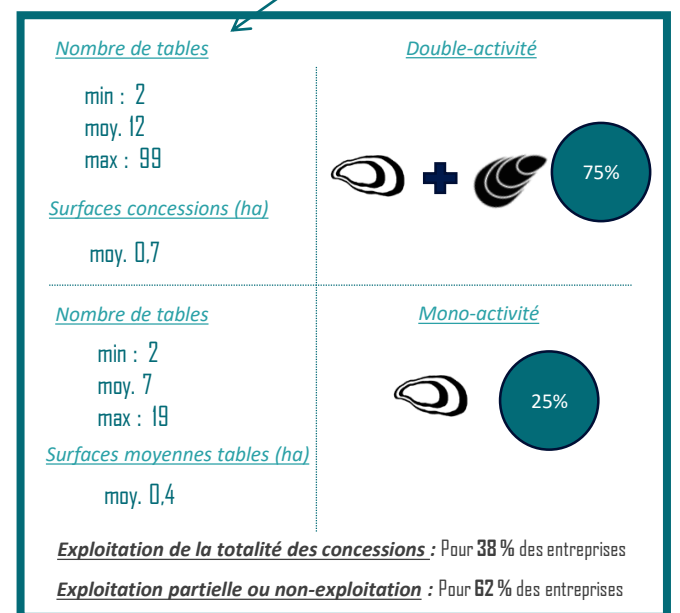 Nombre de tables
min : 2
moy. 12
max : 99
Surfaces concessions (ha)
moy. 0,7
Double-activité
75%
Nombre de tables
min : 2
moy. 7
max : 19
Surfaces moyennes tables (ha)
moy. 0,4
Mono-activité
25%
Exploitation de la totalité des concessions : Pour 38 % des entreprises
Exploitation partielle ou non-exploitation : Pour 62 % des entreprises